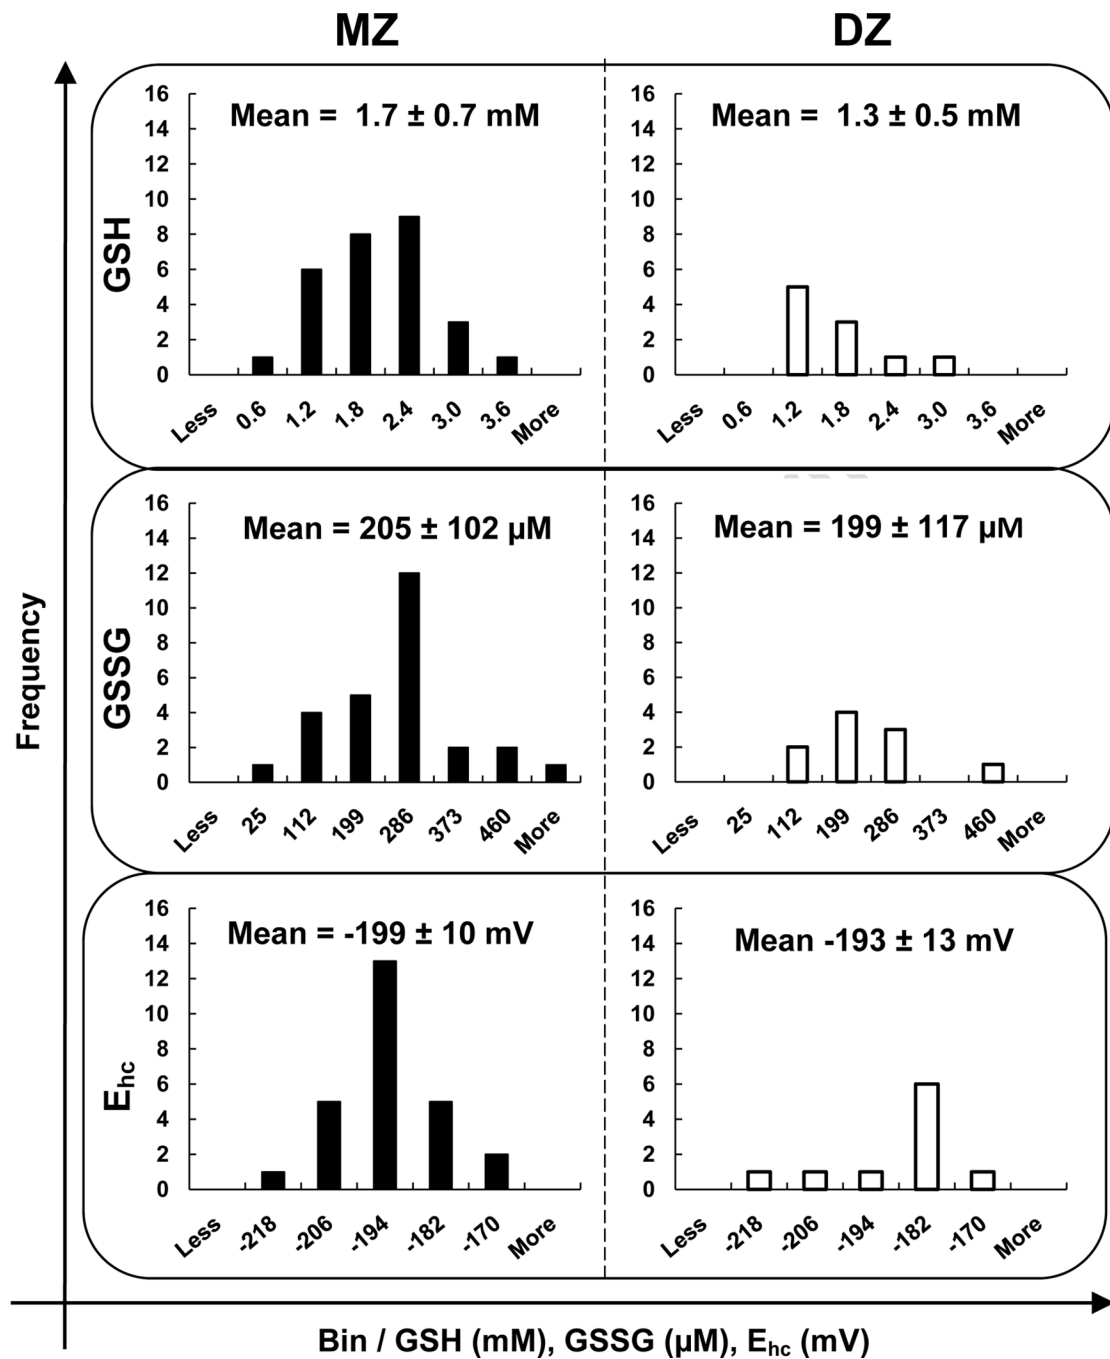 MZ
DZ
Frequency
GSH
Mean = 1.7 ± 0.7 mM
16
14
12
10
8
6
4
2
0
Less 0.6 1.2 1.8 2.4 3.0 3.6 More
Mean = 1.3 ± 0.5 mM
16
14
12
10
8
6
4
2
0
Less 0.6 1.2 1.8 2.4 3.0 3.6 More
GSSG
Mean = 205 ± 102 µM
16
14
12
10
8
6
4
2
0
Less 25 112 199 286 373 460 More
Mean = 199 ± 117 µM
16
14
12
10
8
6
4
2
0
Less 25 112 199 286 373 460 More
Ehc
Mean = -199 ± 10 mV
16
14
12
10
8
6
4
2
0
Less -218 -206 -194 -182 -170 More
Mean -193 ± 13 mV
16
14
12
10
8
6
4
2
0
Less -218 -206 -194 -182 -170 More
Bin / GSH (mM), GSSG (µM), Ehc (mV)